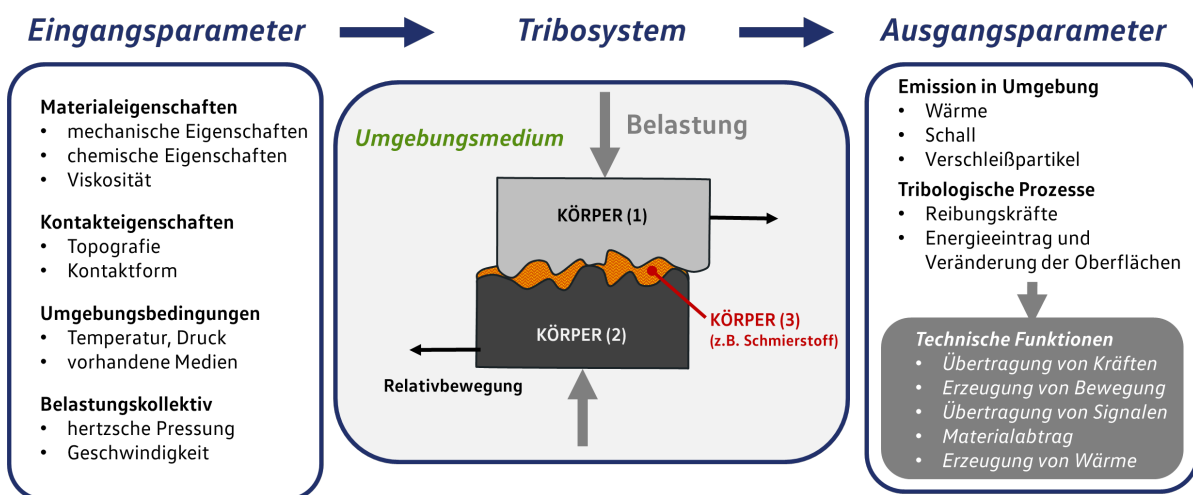 Eingangsparameter
Tribosystem
Ausgangsparameter
Materialeigenschaften
• mechanische Eigenschaften
• chemische Eigenschaften
• Viskosität
Kontakteigenschaften
• Topografie
• Kontaktform
Umgebungsbedingungen
• Temperatur, Druck
• vorhandene Medien
Belastungskollektiv
• hertzsche Pressung
• Geschwindigkeit
Umgebungsmedium
Belastung
KÖRPER (1)
KÖRPER (2)
KÖRPER (3)
(z.B. Schmierstoff)
Relativbewegung
Emission in Umgebung
• Wärme
• Schall
• Verschleißpartikel
Tribologische Prozesse
• Reibungskräfte
• Energieeintrag und
Veränderung der Oberflächen
Technische Funktionen
• Übertragung von Kräften
• Erzeugung von Bewegung
• Übertragung von Signalen
• Materialabtrag
• Erzeugung von Wärme